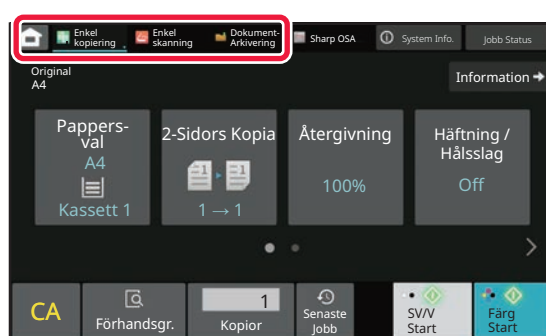 Enkel
kopiering
Enkel
skanning
Dokument-
Arkivering
Sharp OSA
System Info.
Jobb Status
Original
A4
Information
Pappers-
val
A4
Kassett 1
2-Sidors Kopia
1 → 1
Återgivning
100%
Häftning /
Hålsslag
Off
CA
Förhandsgr.
1
Kopior
Senaste
Jobb
SV/V
Start
Färg
Start